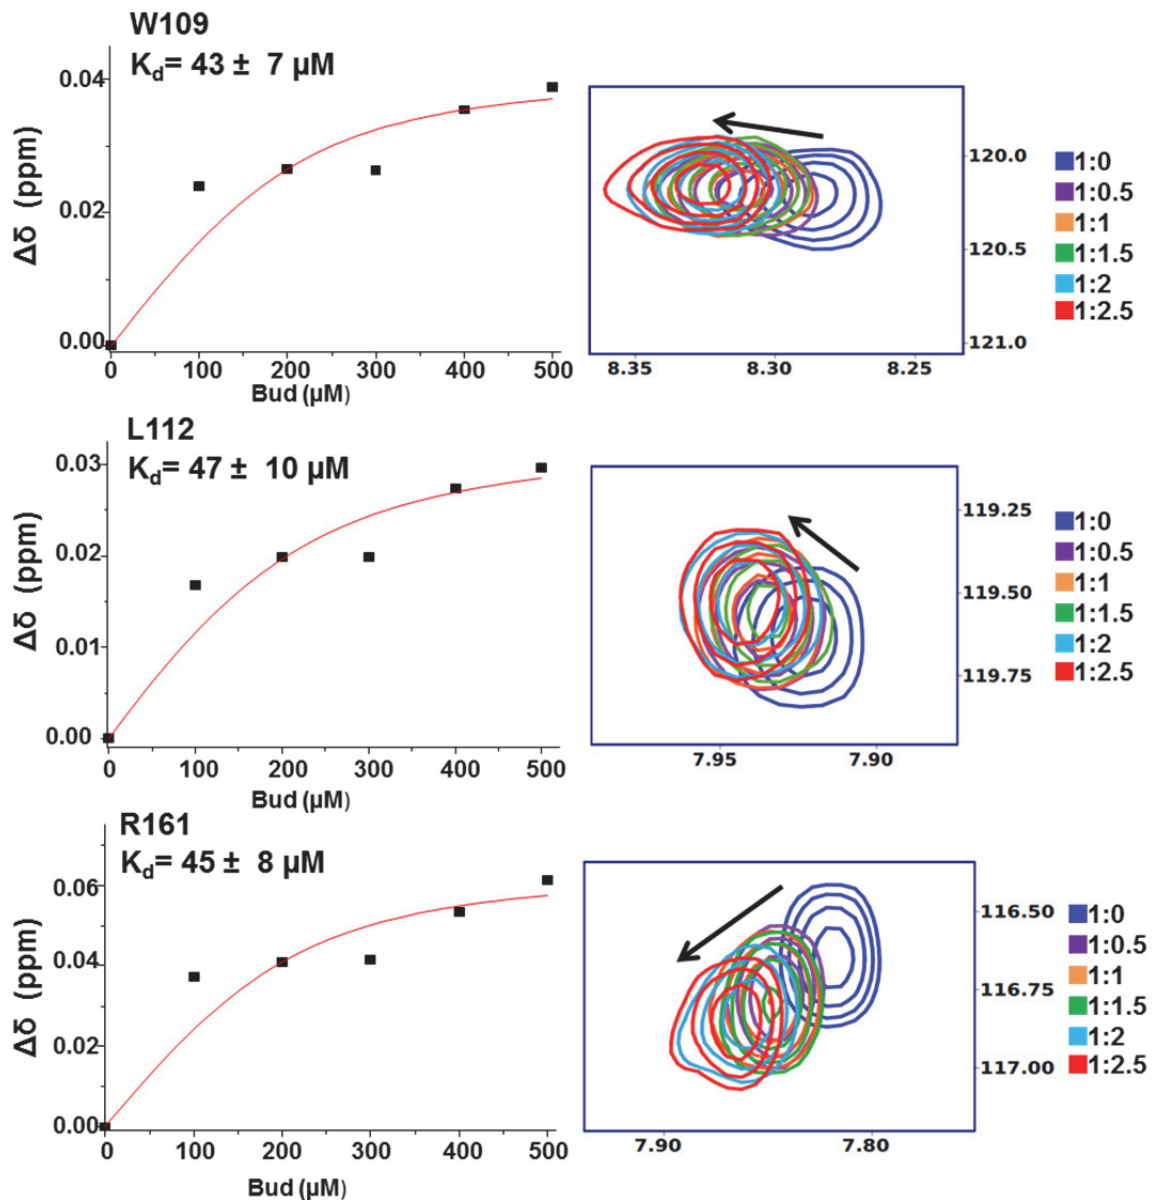 W109
Kd= 43 ± 7 µM
Δδ (ppm)
0.04
0.02
0.00
0 100 200 300 400 500
Bud (µM)
120.0
120.5
121.0
8.35 8.30 8.25
1:0
1:0.5
1:1
1:1.5
1:2
1:2.5
L112
Kd= 47 ± 10 µM
Δδ (ppm)
0.03
0.02
0.01
0.00
0 100 200 300 400 500
Bud (µM)
119.25
119.50
119.75
7.95 7.90
1:0
1:0.5
1:1
1:1.5
1:2
1:2.5
R161
Kd= 45 ± 8 µM
Δδ (ppm)
0.06
0.04
0.02
0.00
0 100 200 300 400 500
Bud (µM)
116.50
116.75
117.00
7.90 7.80
1:0
1:0.5
1:1
1:1.5
1:2
1:2.5